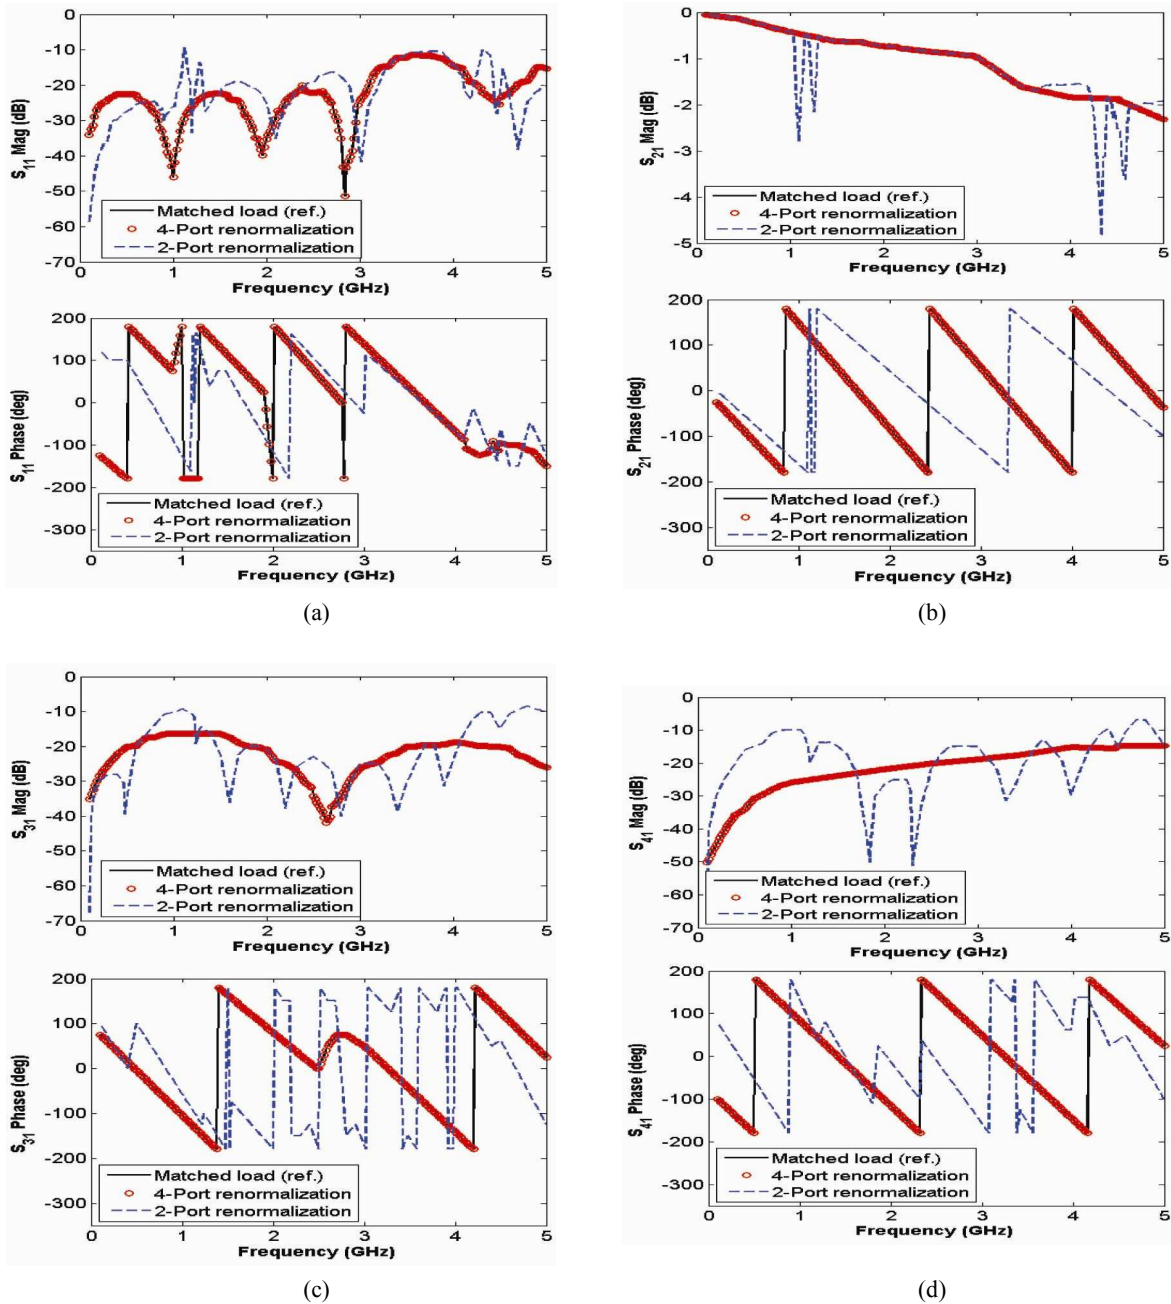 0
-10
-20
-30
-40
-50
-60
-70
S11 Mag (dB)
Matched load (ref.)
4-Port renormalization
2-Port renormalization
0 1 2 3 4 5
Frequency (GHz)
200
100
0
-100
-200
-300
S11 Phase (deg)
Matched load (ref.)
4-Port renormalization
2-Port renormalization
0 1 2 3 4 5
Frequency (GHz)
(a)
0
-1
-2
-3
-4
-5
S21 Mag (dB)
Matched load (ref.)
4-Port renormalization
2-Port renormalization
0 1 2 3 4 5
Frequency (GHz)
200
100
0
-100
-200
-300
S21 Phase (deg)
Matched load (ref.)
4-Port renormalization
2-Port renormalization
0 1 2 3 4 5
Frequency (GHz)
(b)
0
-10
-20
-30
-40
-50
-60
-70
S31 Mag (dB)
Matched load (ref.)
4-Port renormalization
2-Port renormalization
0 1 2 3 4 5
Frequency (GHz)
200
100
0
-100
-200
-300
S31 Phase (deg)
Matched load (ref.)
4-Port renormalization
2-Port renormalization
0 1 2 3 4 5
Frequency (GHz)
(c)
0
-10
-20
-30
-40
-50
-60
-70
S41 Mag (dB)
Matched load (ref.)
4-Port renormalization
2-Port renormalization
0 1 2 3 4 5
Frequency (GHz)
200
100
0
-100
-200
-300
S41 Phase (deg)
Matched load (ref.)
4-Port renormalization
2-Port renormalization
0 1 2 3 4 5
Frequency (GHz)
(d)